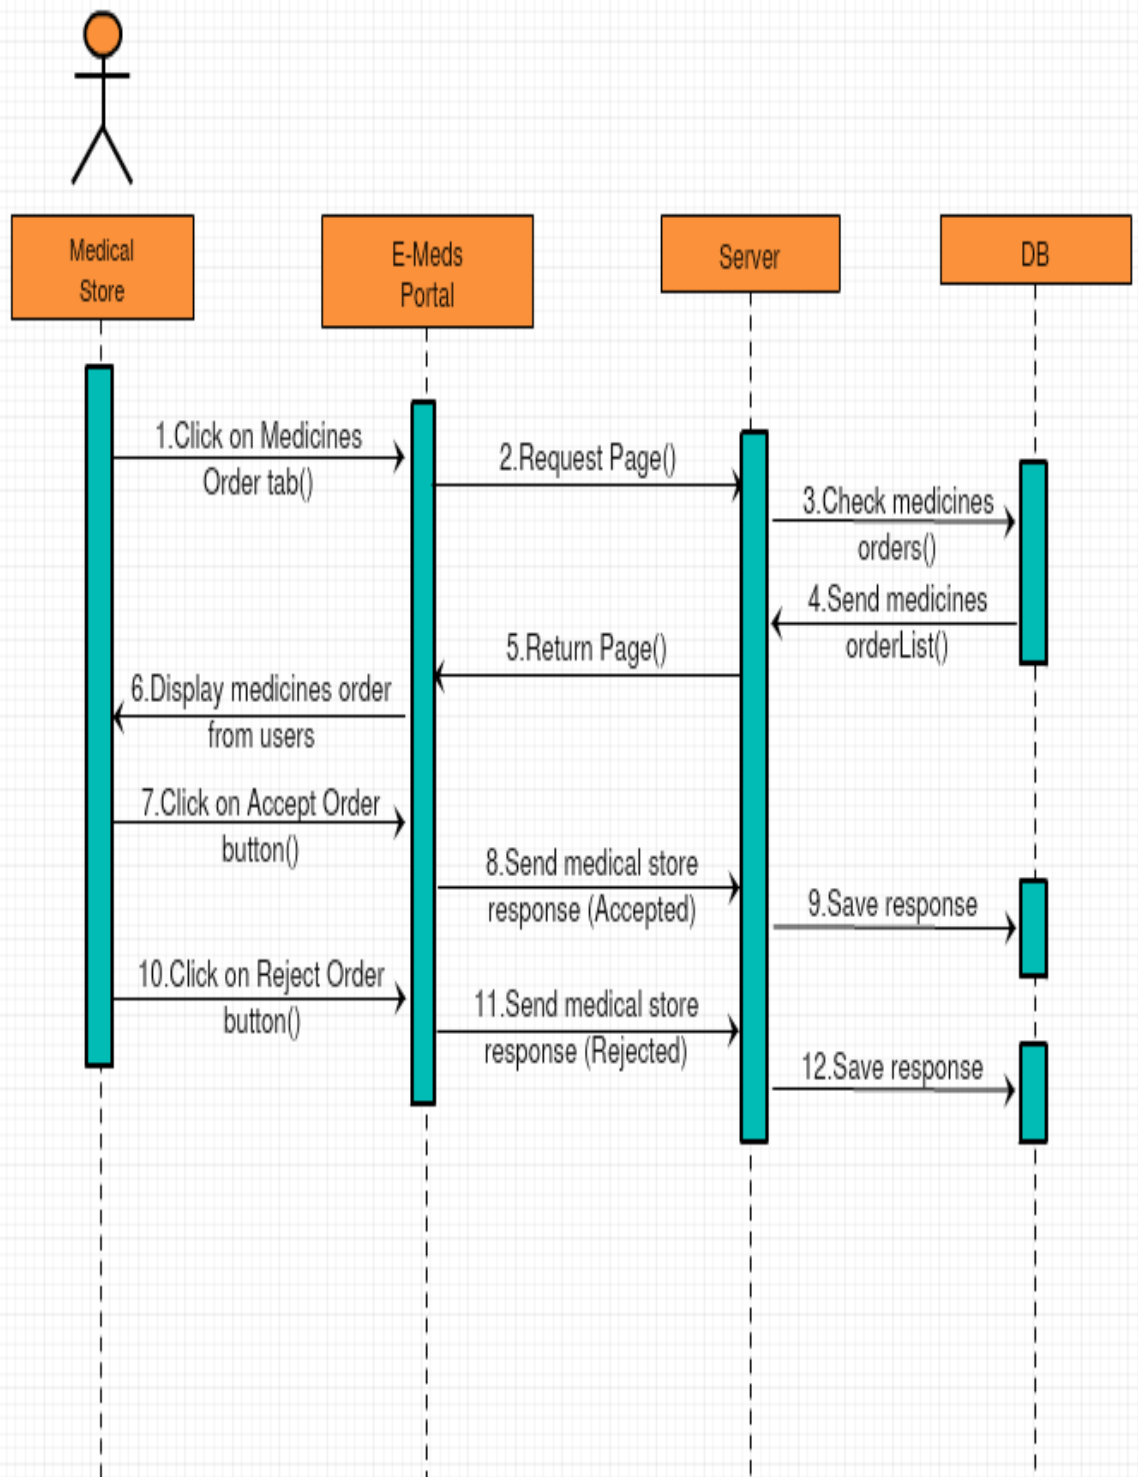 Medical
Store
E-Meds
Portal
Server
DB
1.Click on Medicines
Order tab()
2.Request Page()
3.Check medicines
orders()
4.Send medicines
orderList()
5.Return Page()
6.Display medicines order
from users
7.Click on Accept Order
button()
8.Send medical store
response (Accepted)
9.Save response
10.Click on Reject Order
button()
11.Send medical store
response (Rejected)
12.Save response